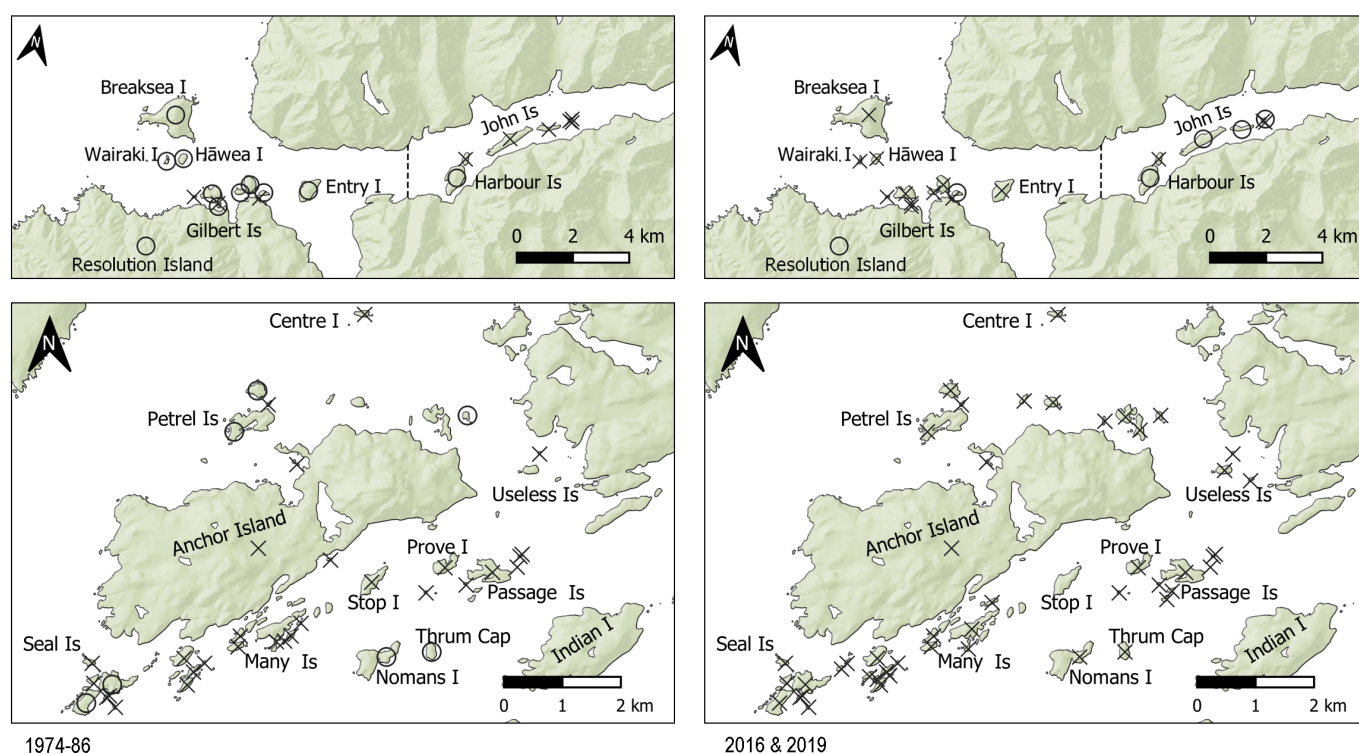 N
Breaksea I
Wairaki I
Hāwea I
John Is
Entry I
Harbour Is
Gilbert Is
0 2 4 km
Resolution Island
N
Breaksea I
Wairaki I
Hāwea I
John Is
Entry I
Harbour Is
Gilbert Is
0 2 4 km
Resolution Island
N
Centre I
Petrel Is
Useless Is
Anchor Island
Prove I
Passage Is
Stop I
Thrum Cap
Seal Is
Many Is
Nomans I
Indian I
0 1 2 km
N
Centre I
Petrel Is
Useless Is
Anchor Island
Prove I
Passage Is
Stop I
Thrum Cap
Seal Is
Many Is
Nomans I
Indian I
0 1 2 km
1974-86
2016 & 2019